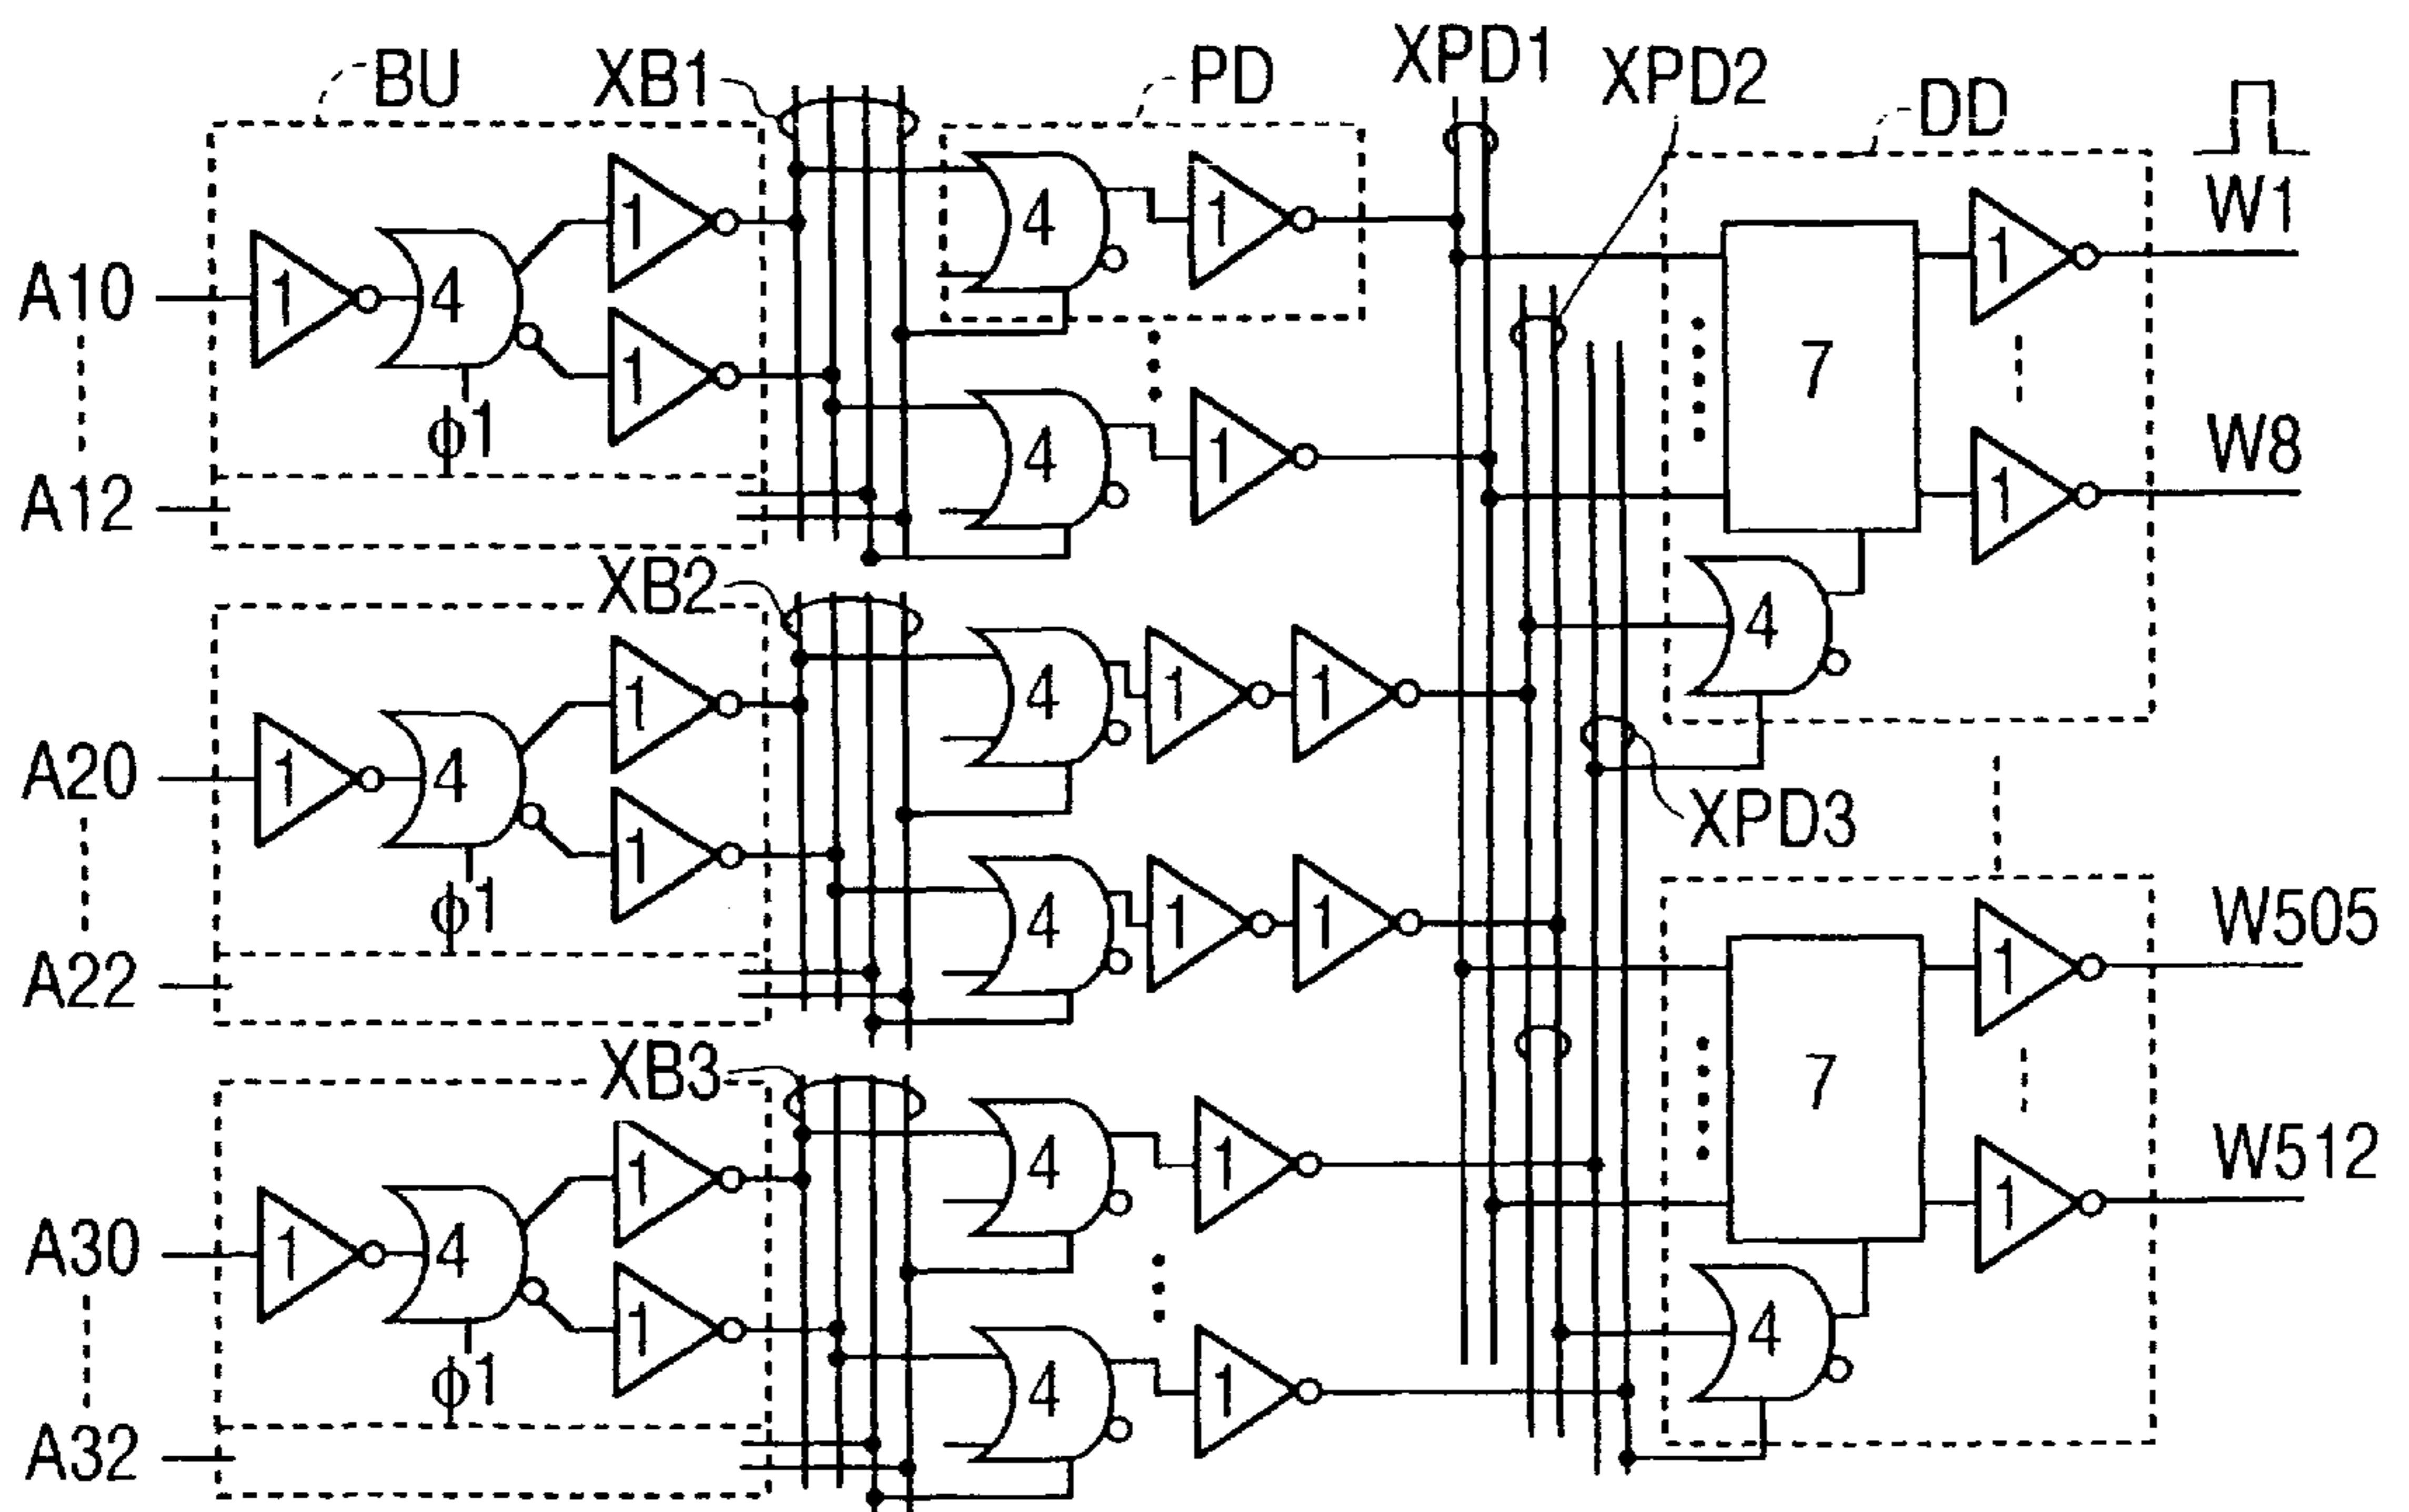 BU XB1 PD XPD1 XPD2 DD
W1
A10 1 4 1 1 4 1 7 1
φ1
A12 4 1 1 W8
XB2
A20 1 4 1 1 4 1 1 4
φ1 XPD3
A22 4 1 1 W505
XB3 7 1
A30 1 4 1 1 4 1 1 W512
φ1
A32 4 1 4